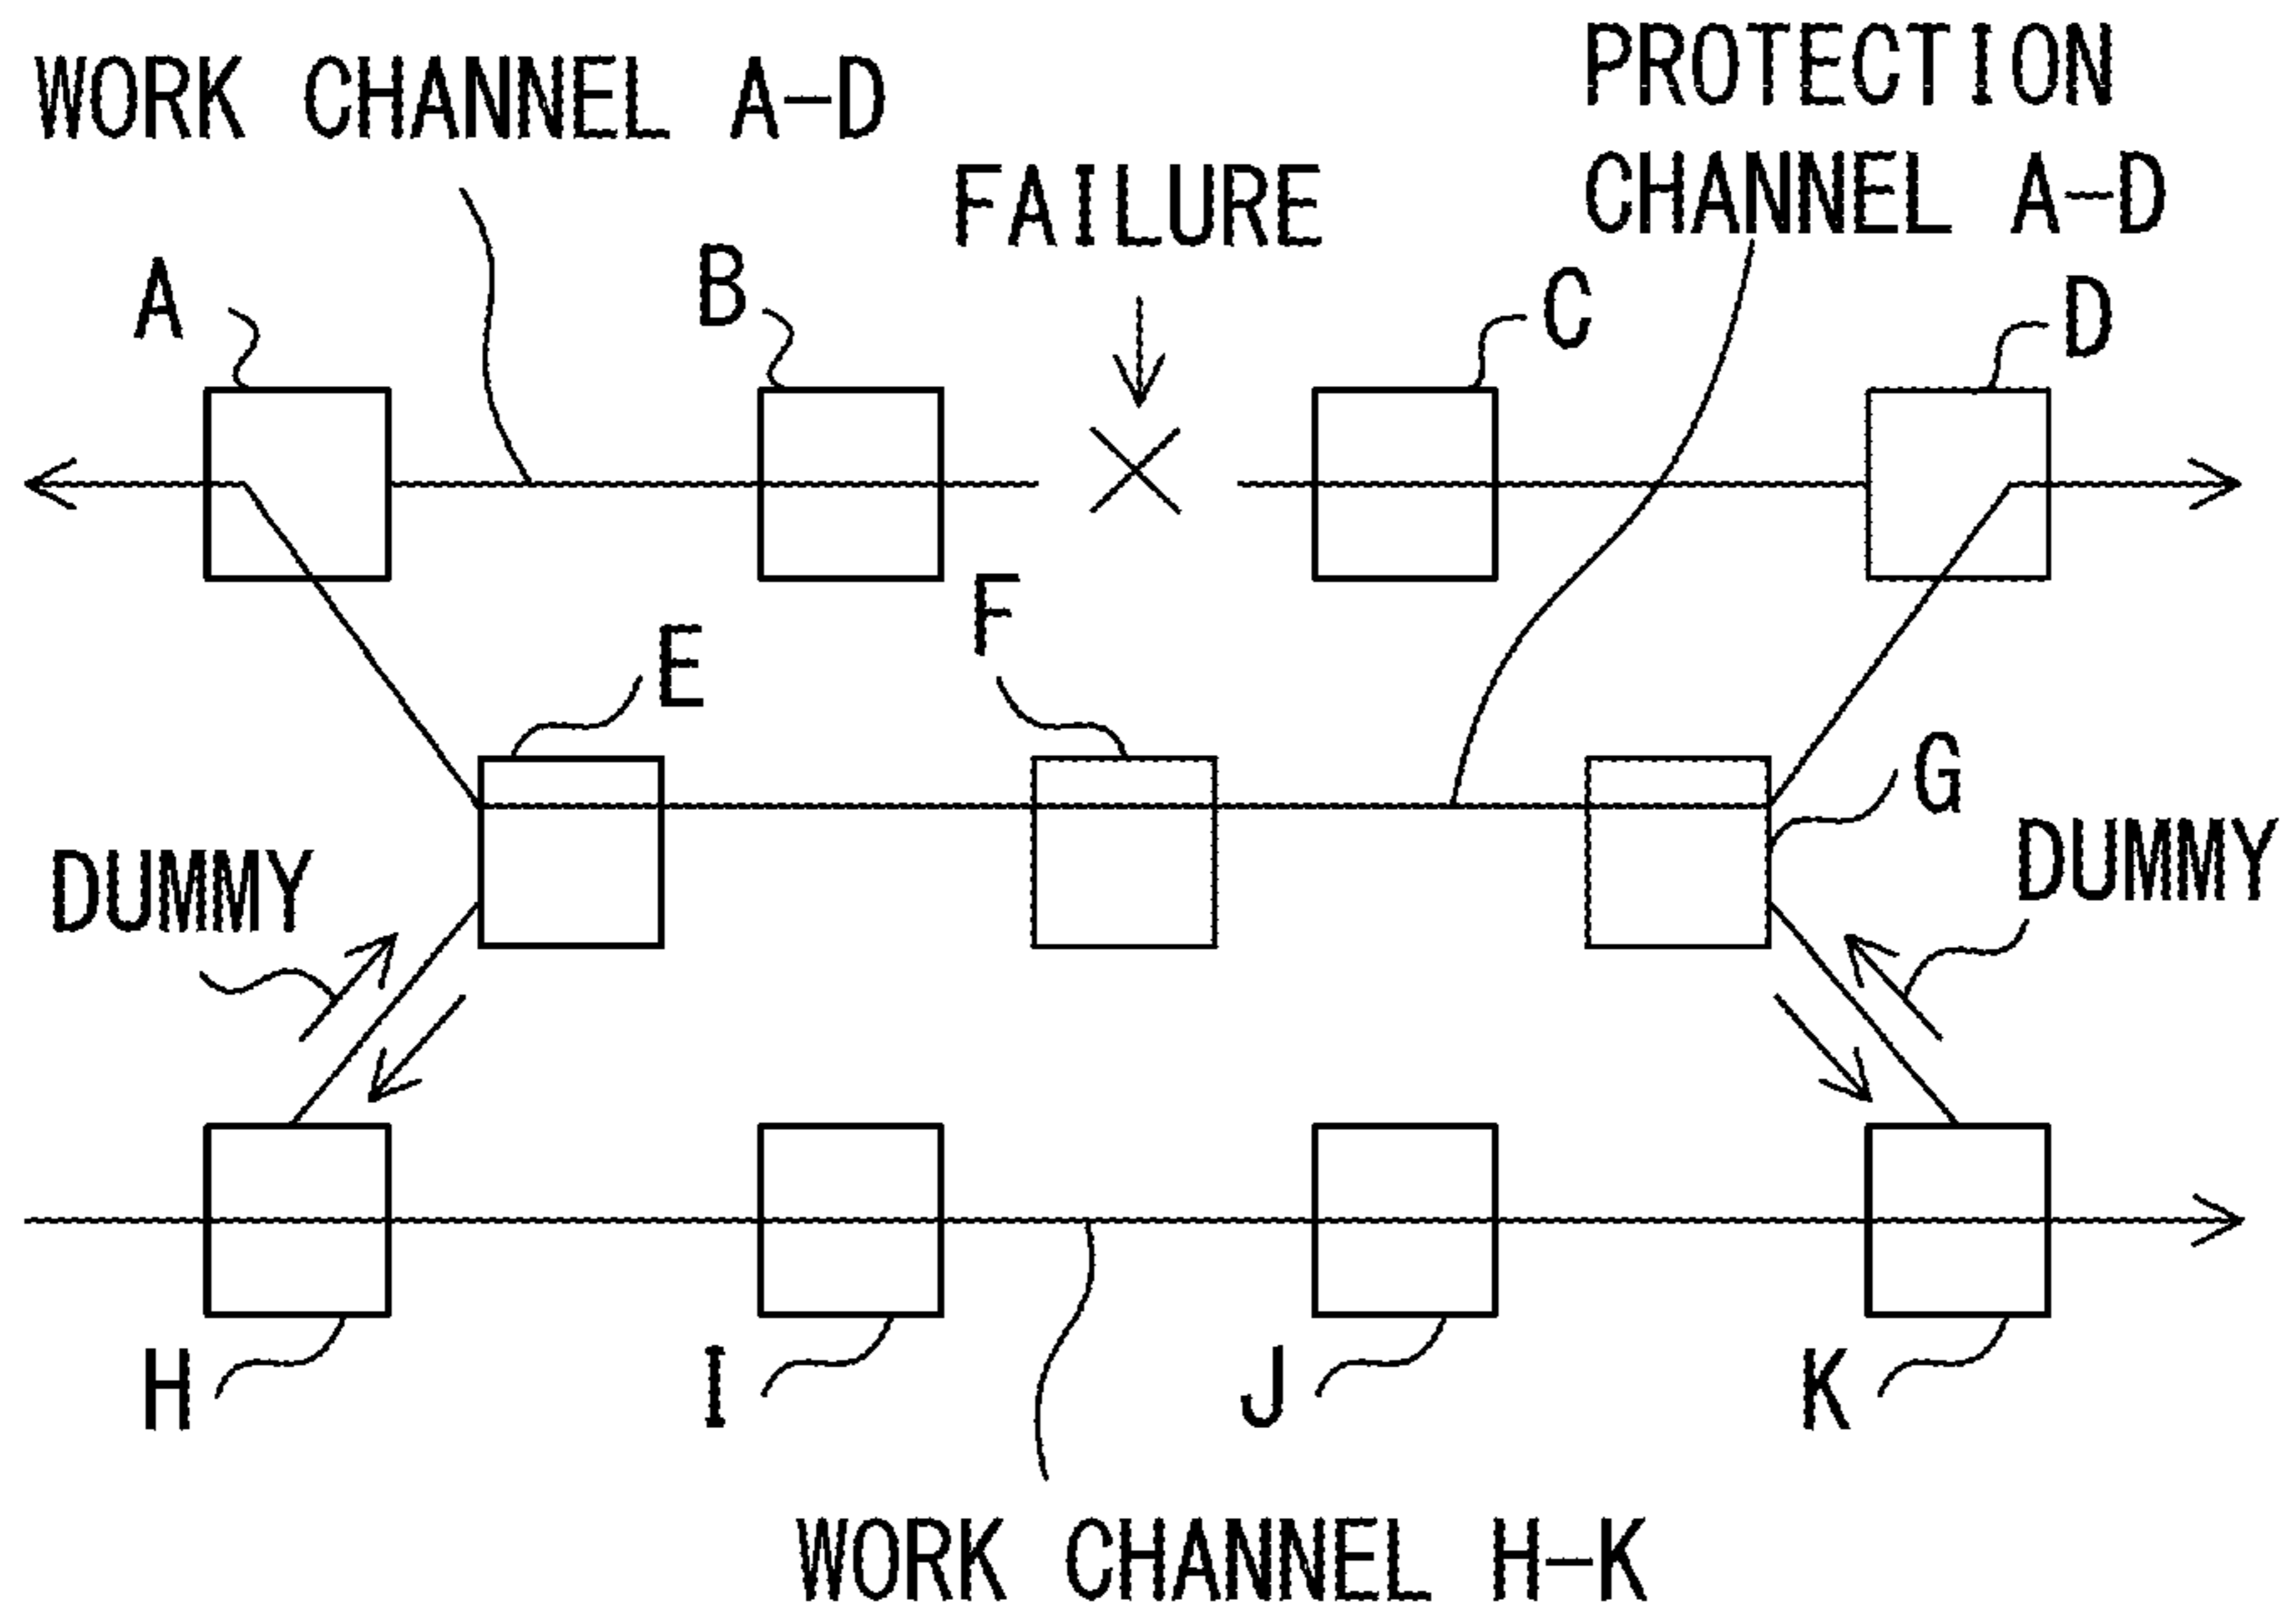 WORK CHANNEL A-D
PROTECTION
CHANNEL A-D
FAILURE
A
B
C
D
E
F
G
DUMMY
DUMMY
H
I
J
K
WORK CHANNEL H-K